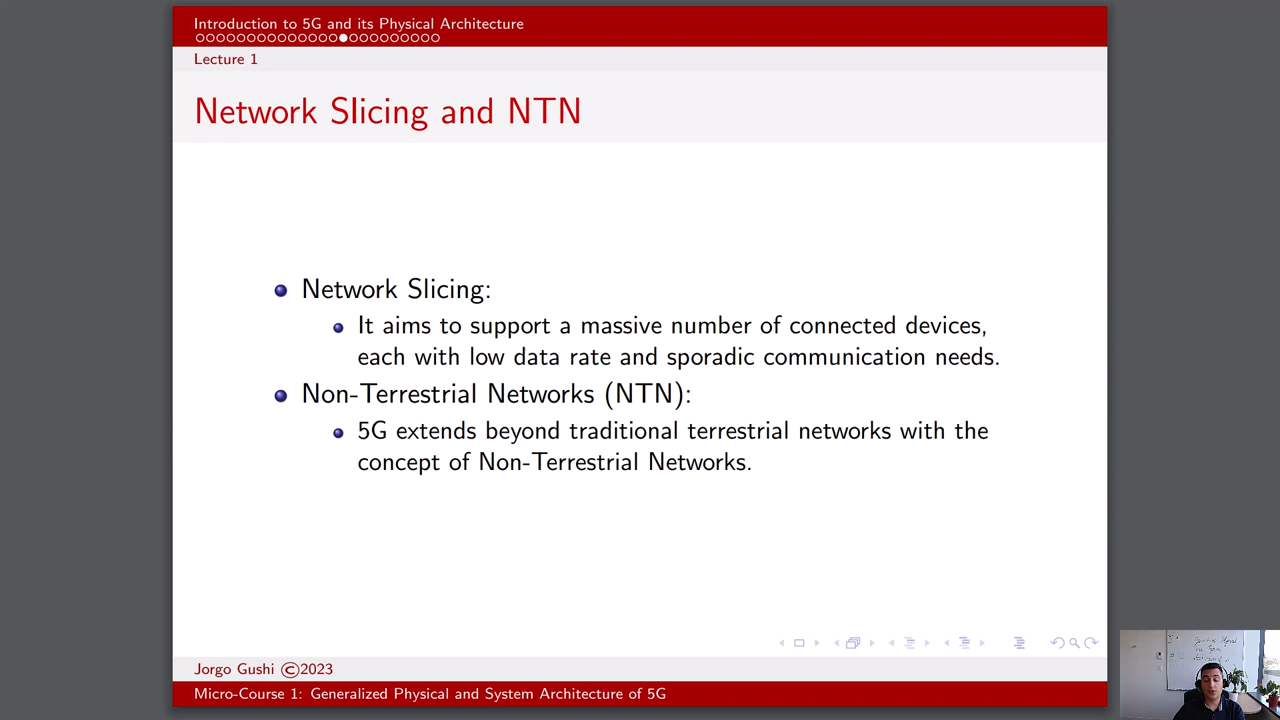 Introduction to 5G and its Physical Architecture
Lecture 1
Network Slicing and NTN
Network Slicing:
It aims to support a massive number of connected devices,
each with low data rate and sporadic communication needs.
Non-Terrestrial Networks (NTN):
5G extends beyond traditional terrestrial networks with the
concept of Non-Terrestrial Networks.
Jorgo Gushi ©2023
Micro-Course 1: Generalized Physical and System Architecture of 5G